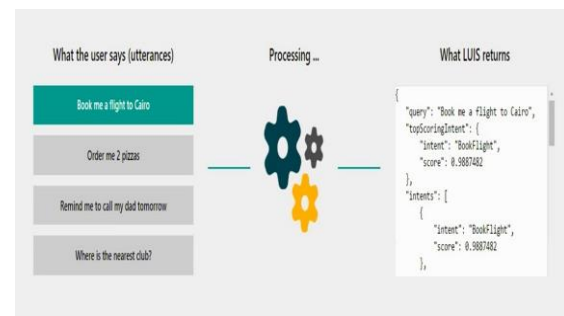 What the user says (utterances)
Processing ...
What LUIS returns
Book me a flight to Cairo
Order me 2 pizzas
Remind me to call my dad tomorrow
Where is the nearest club?
{
"query": "Book me a flight to Cairo",
"topScoringIntent": {
"intent": "BookFlight",
"score": 0.9887482
},
"intents": [
{
"intent": "BookFlight",
"score": 0.9887482
},